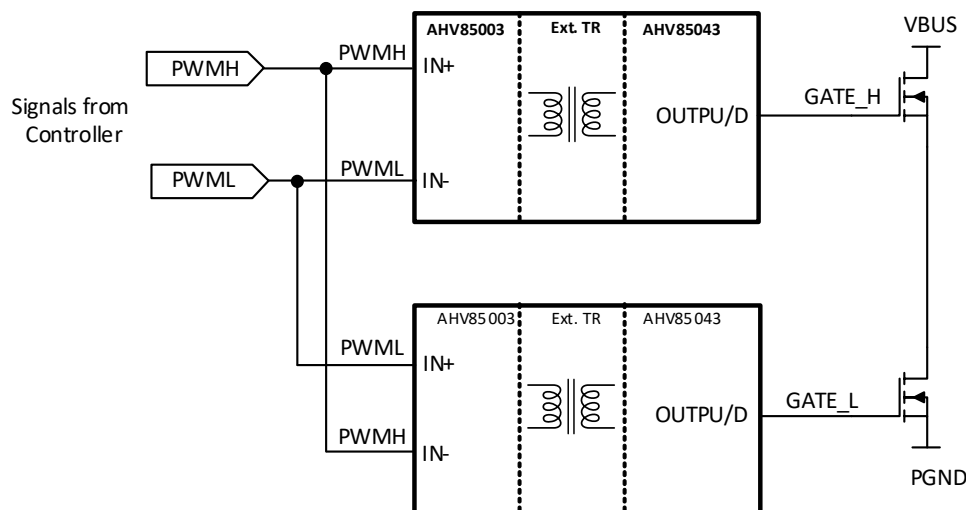 AHV85003 Ext. TR AHV85043
VBUS
PWMH
PWMH
IN+
Signals from
Controller
OUTPU/D
GATE_H
PWML
PWML
IN-
AHV85003 Ext. TR AHV85043
PWML
IN+
OUTPU/D
GATE_L
PWMH
IN-
PGND